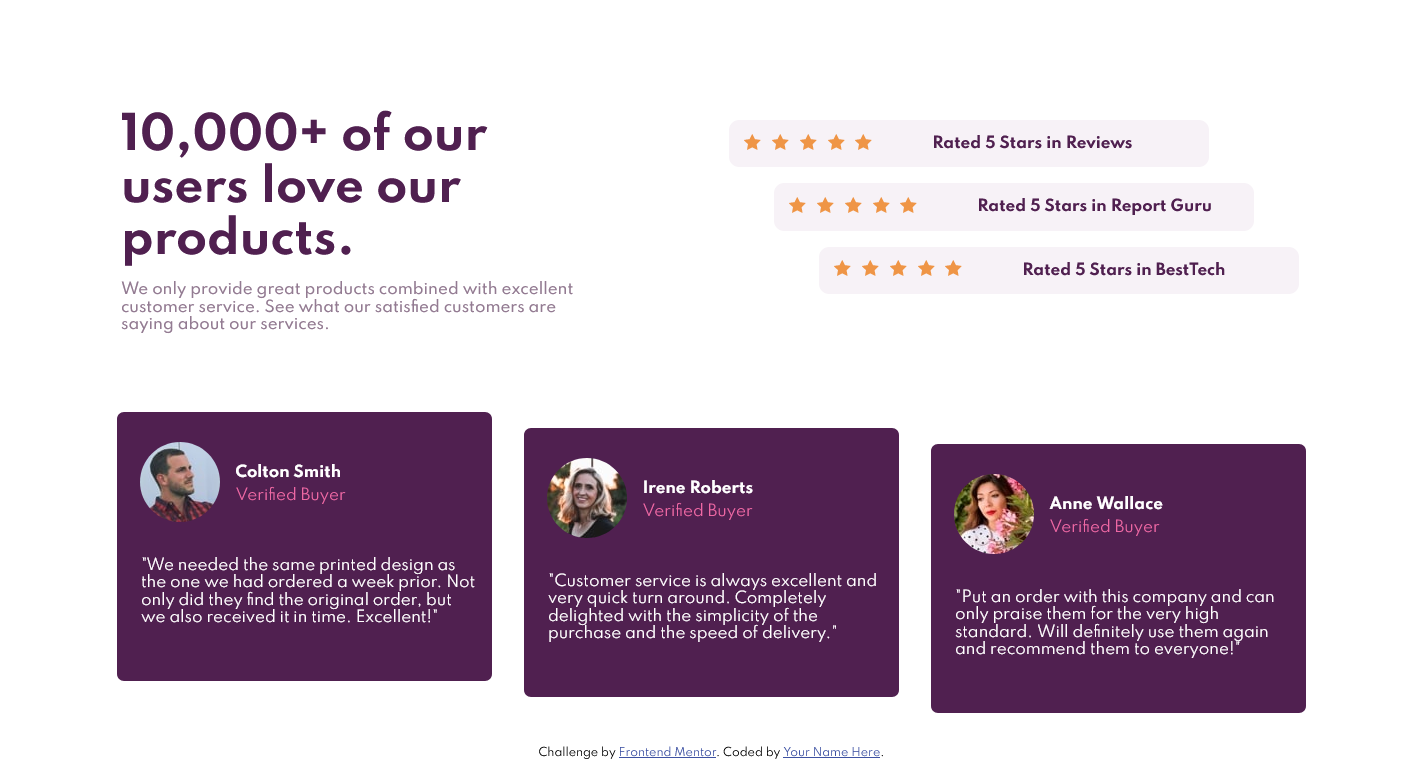 10,000+ of our
users love our
products.
We only provide great products combined with excellent
customer service. See what our satisfied customers are
saying about our services.
Rated 5 Stars in Reviews
Rated 5 Stars in Report Guru
Rated 5 Stars in BestTech
Colton Smith
Verified Buyer
"We needed the same printed design as
the one we had ordered a week prior. Not
only did they find the original order, but
we also received it in time. Excellent!"
Irene Roberts
Verified Buyer
"Customer service is always excellent and
very quick turn around. Completely
delighted with the simplicity of the
purchase and the speed of delivery."
Anne Wallace
Verified Buyer
"Put an order with this company and can
only praise them for the very high
standard. Will definitely use them again
and recommend them to everyone!"
Challenge by Frontend Mentor. Coded by Your Name Here.